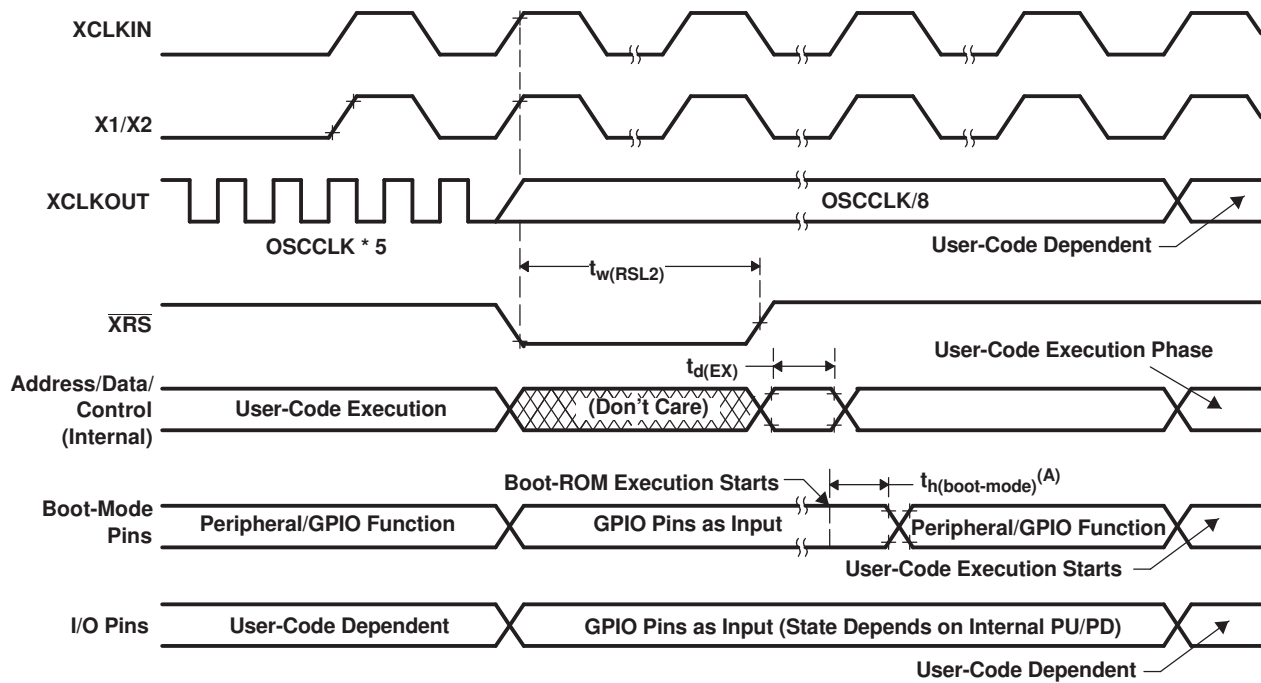 XCLKIN
X1/X2
XCLKOUT
OSCCLK * 5
OSCCLK/8
User-Code Dependent
tw(RSL2)
XRS
td(EX)
User-Code Execution Phase
Address/Data/
Control
(Internal)
User-Code Execution
(Don't Care)
Boot-ROM Execution Starts
th(boot-mode)(A)
Boot-Mode
Pins
Peripheral/GPIO Function
GPIO Pins as Input
Peripheral/GPIO Function
User-Code Execution Starts
I/O Pins
User-Code Dependent
GPIO Pins as Input (State Depends on Internal PU/PD)
User-Code Dependent